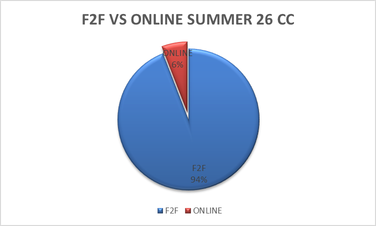 F2F VS ONLINE SUMMER 26 CC
ONLINE
6%
F2F
94%
F2F ONLINE